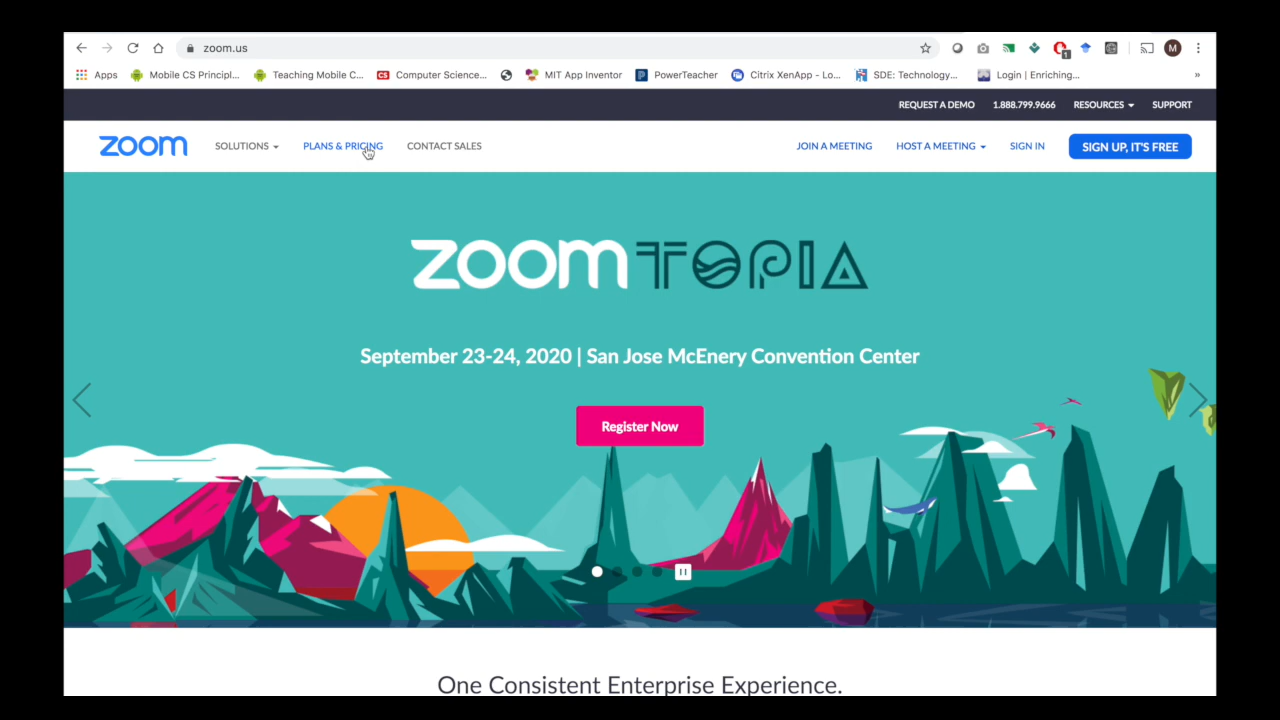 zoom.us
Apps Mobile CS Principl... Teaching Mobile C... CS Computer Science... MIT App Inventor PowerTeacher Citrix XenApp - Lo... SDE: Technology... Login | Enriching... »
REQUEST A DEMO 1.888.799.9666 RESOURCES SUPPORT
zoom SOLUTIONS PLANS & PRICING CONTACT SALES JOIN A MEETING HOST A MEETING SIGN IN SIGN UP, IT'S FREE
zoomTOPIA
September 23-24, 2020 | San Jose McEnery Convention Center
Register Now
One Consistent Enterprise Experience.